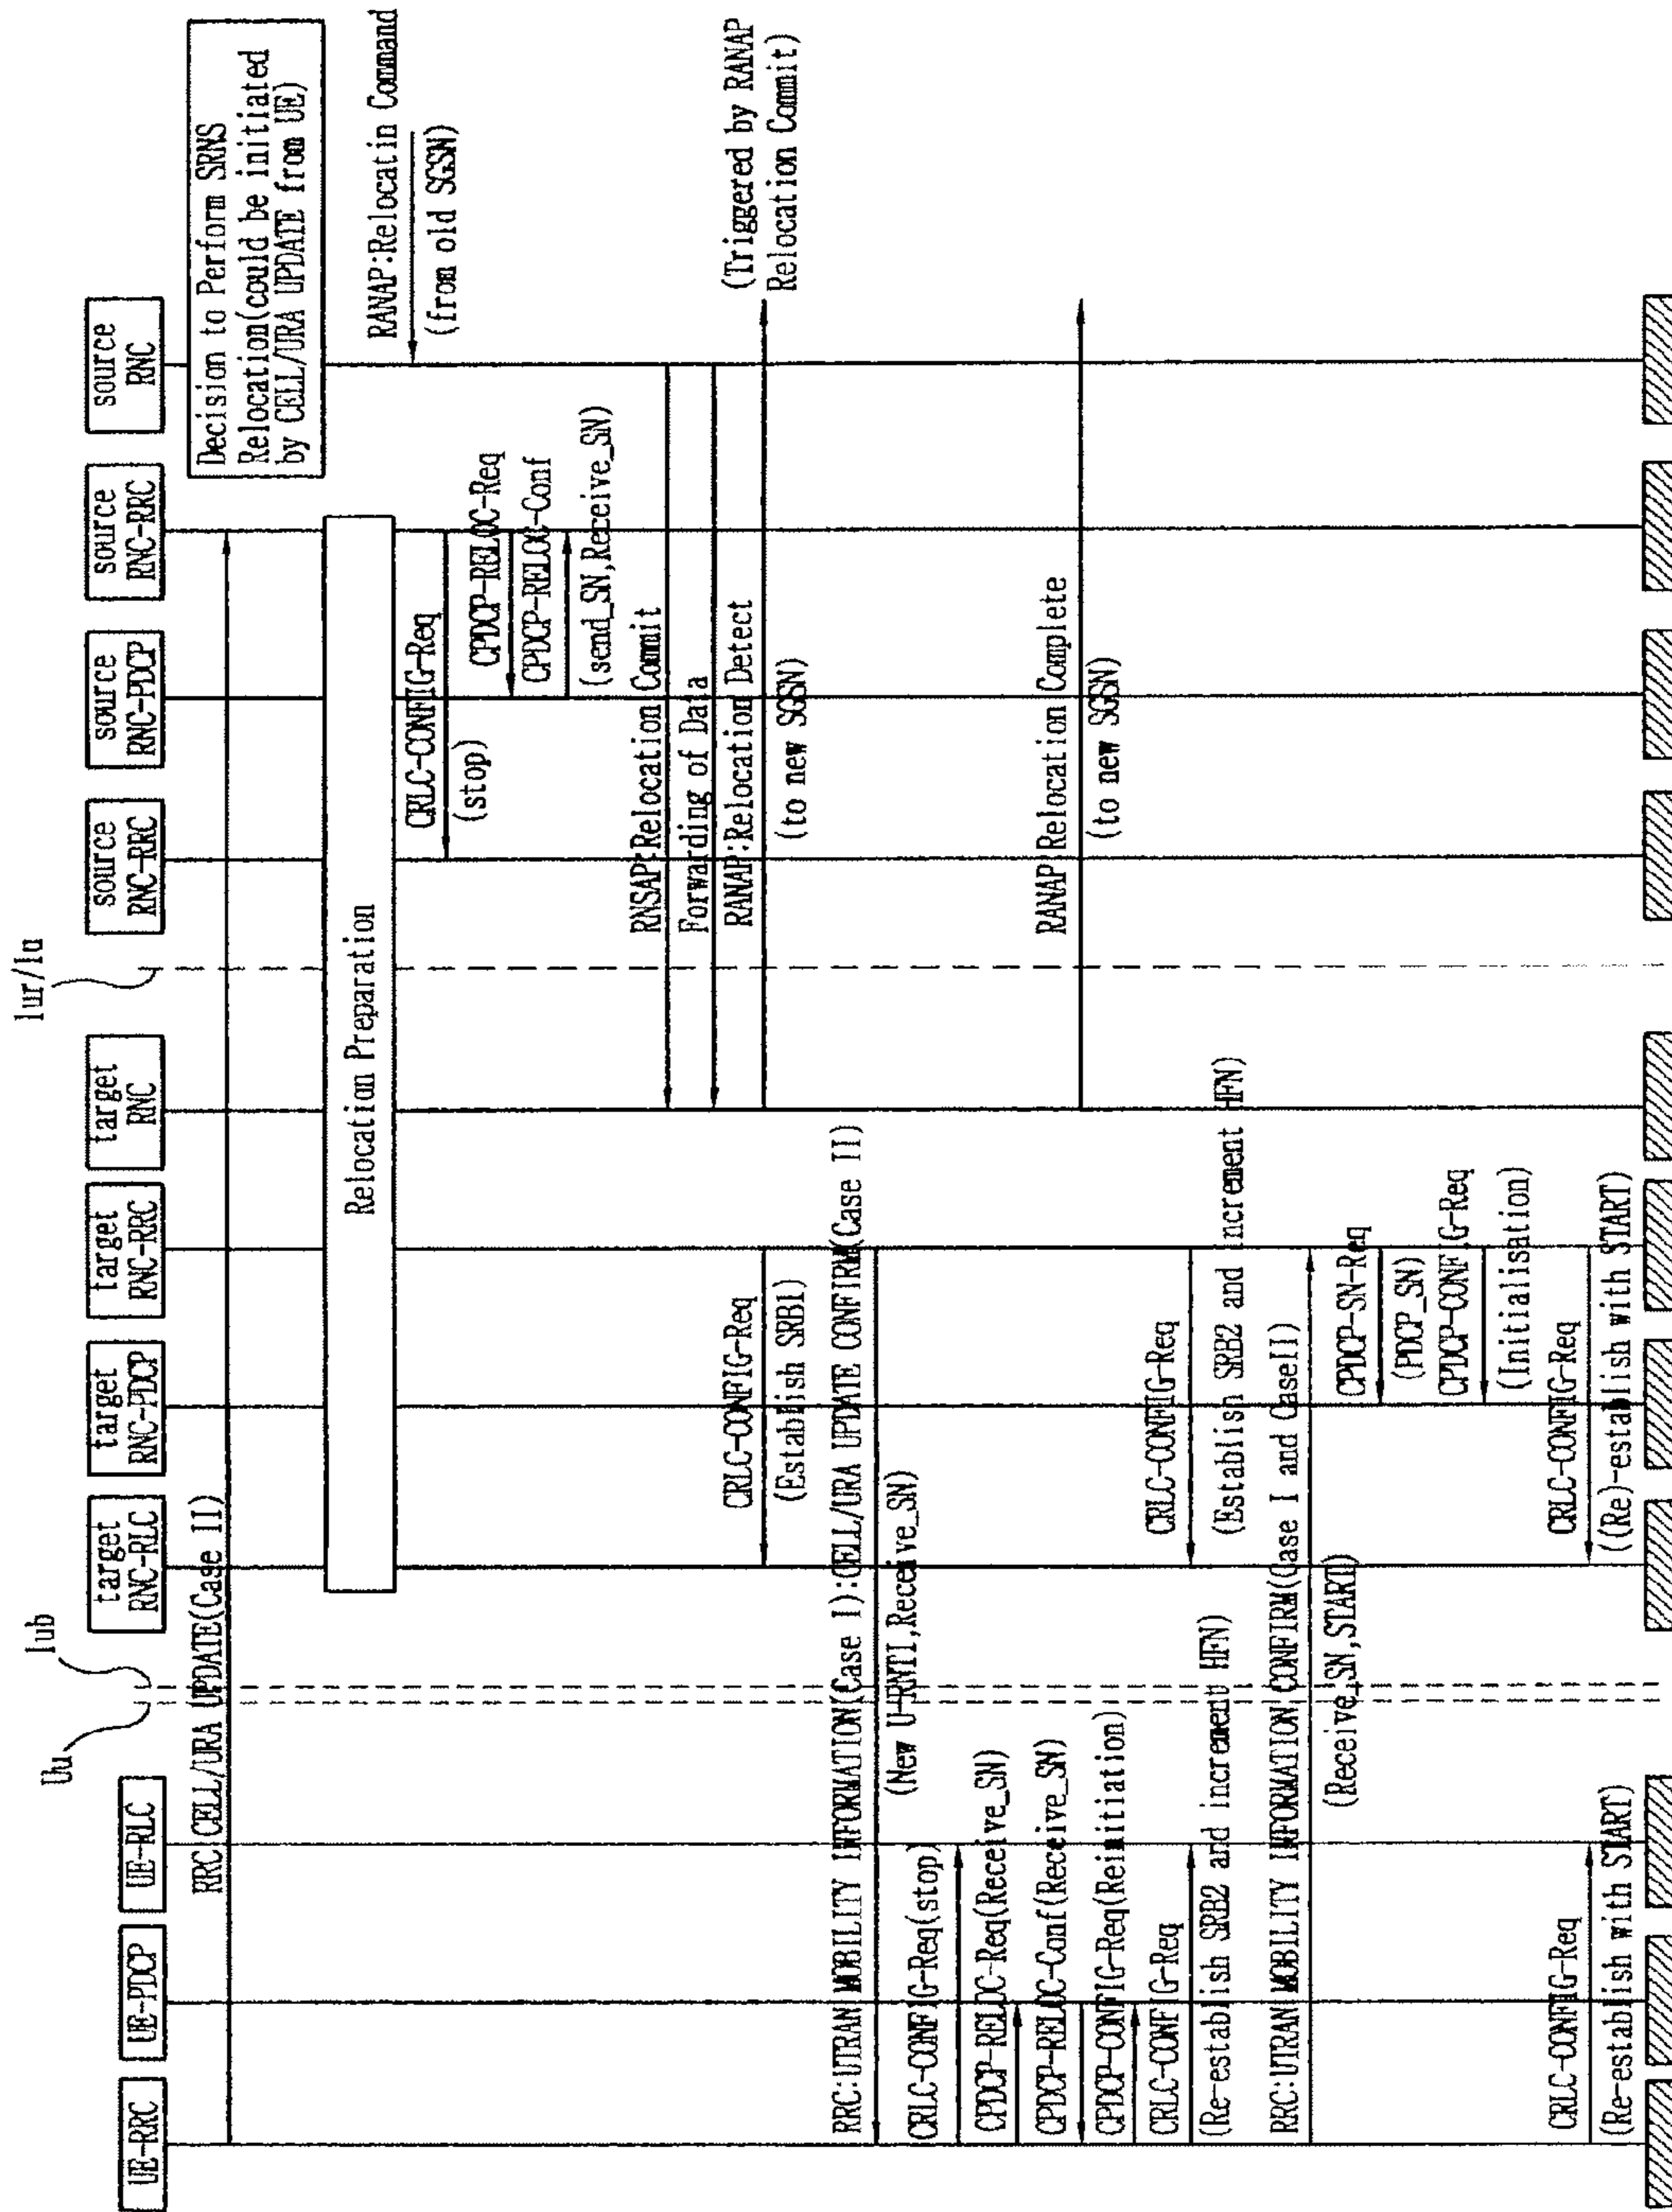 Uu
Iub
Iur/Iu
UE-RRC
UE-PDCP
UE-RLC
target
RNC-RLC
target
RNC-PDCP
target
RNC-RRC
target
RNC
source
RNC-RRC
source
RNC-PDCP
source
RNC-RRC
source
RNC
RRC:CELL/URA UPDATE(Case II)
Decision to Perform SRNS
Relocation(could be initiated
by CELL/URA UPDATE from UE)
Relocation Preparation
RANAP:Relocatin Command
(from old SGSN)
CRLC-CONFIG-Req
(stop)
CPDCP-RELOC-Req
CPDCP-RELOC-Conf
(send_SN,Receive_SN)
RNSAP:Relocation Commit
Forwarding of Data
RANAP:Relocation Detect
(to new SGSN)
(Triggered by RANAP
Relocation Commit)
CRLC-CONFIG-Req
(Establish SRB1)
RRC:UTRAN MOBILITY INFORMATION(Case I):CELL/URA UPDATE CONFIRM(Case II)
(New U-RNTI,Receive_SN)
CRLC-CONFIG-Req(stop)
CPDCP-RELOC-Req(Receive_SN)
CPDCP-RELOC-Conf(Receive_SN)
CPDCP-CONFIG-Req(Reinitiation)
CRLC-CONFIG-Req
(Re-establish SRB2 and increment HFN)
RANAP:Relocation Complete
(to new SGSN)
CRLC-CONFIG-Req
(Establish SRB2 and increment HFN)
RRC:UTRAN MOBILITY INFORMATION CONFIRM(Case I and CaseII)
(Receive_SN,START)
CPDCP-SN-Req
(PDCP_SN)
CPDCP-CONFIG-Req
(Initialisation)
CRLC-CONFIG-Req
(Re-establish with START)
CRLC-CONFIG-Req
((Re)-establish with START)